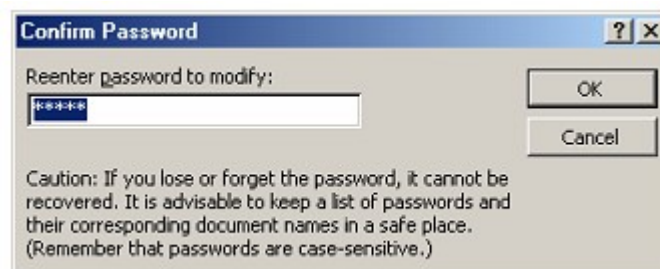 Confirm Password
?
Reenter password to modify:
*****
OK
Cancel
Caution: If you lose or forget the password, it cannot be
recovered. It is advisable to keep a list of passwords and
their corresponding document names in a safe place.
(Remember that passwords are case-sensitive.)